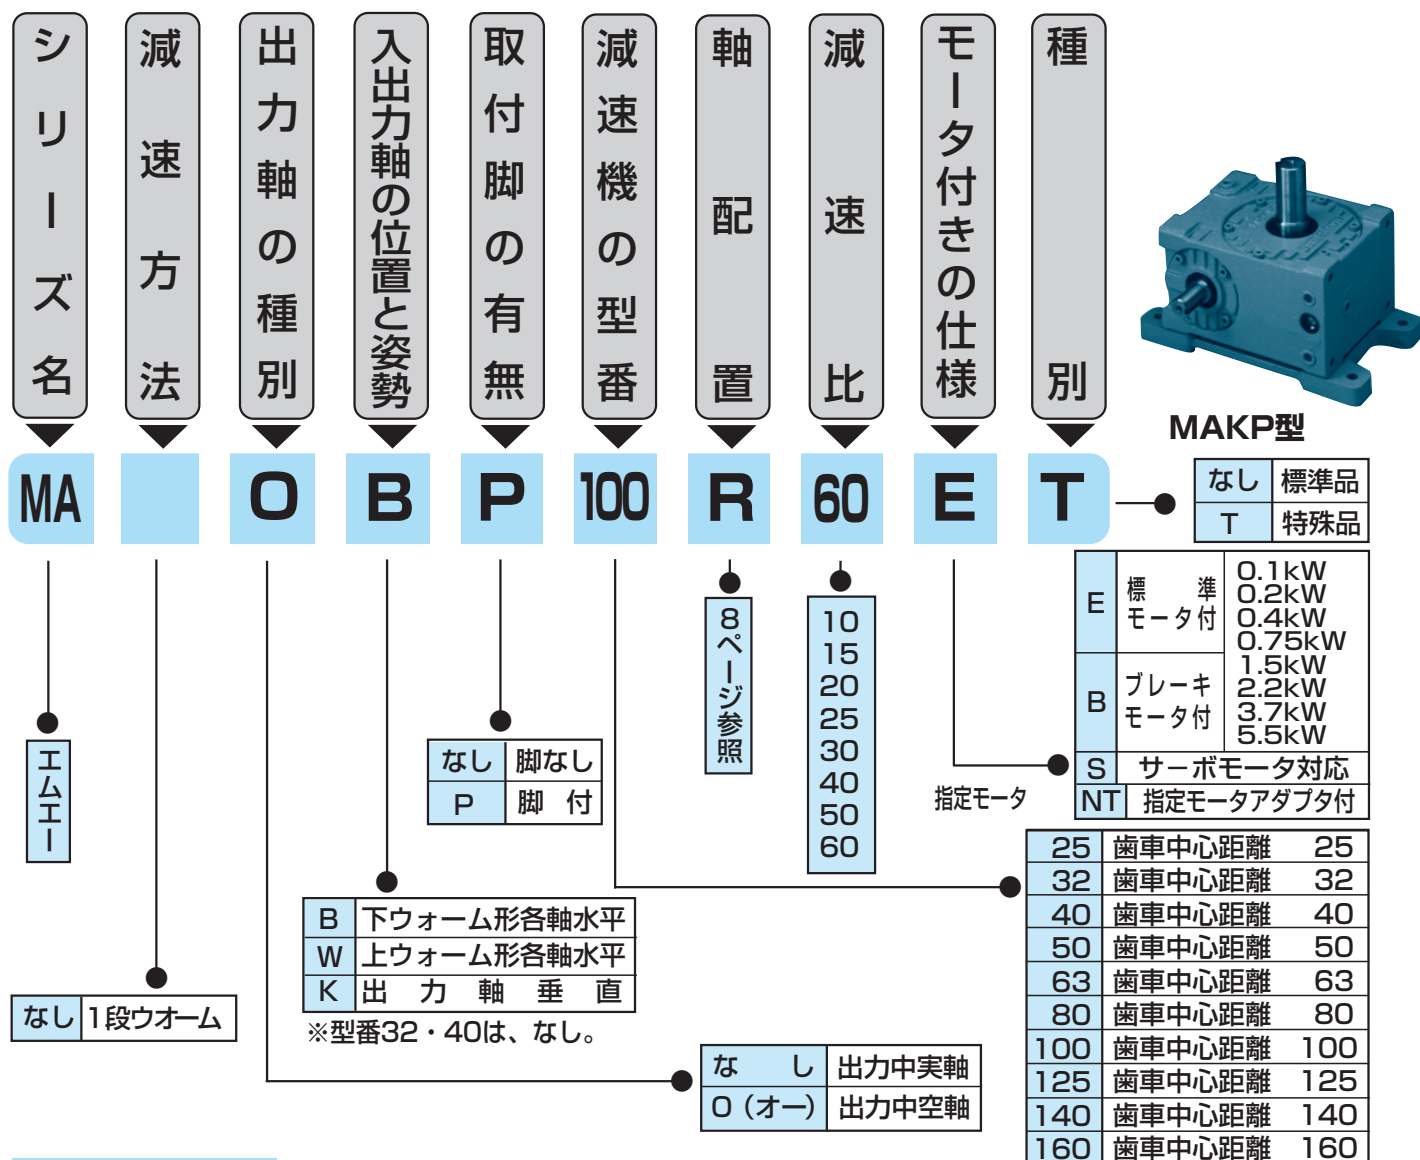 シリーズ名
減速方法
出力軸の種別
入出力軸の位置と姿勢
取付脚の有無
減速機の型番
軸配置
減速比
モータ付きの仕様
種別
MAKP型
MA O B P 100 R 60 E T
なし 標準品
T 特殊品
E 標準モータ付
B ブレーキモータ付
0.1kW
0.2kW
0.4kW
0.75kW
1.5kW
2.2kW
3.7kW
5.5kW
S サーボモータ対応
NT 指定モータアダプタ付
指定モータ
8ページ参照
10
15
20
25
30
40
50
60
エムエー
なし 脚なし
P 脚付
B 下ウォーム形各軸水平
W 上ウォーム形各軸水平
K 出力軸垂直
※型番32・40は、なし。
なし 1段ウオーム
なし 出力中実軸
O（オー） 出力中空軸
25 歯車中心距離 25
32 歯車中心距離 32
40 歯車中心距離 40
50 歯車中心距離 50
63 歯車中心距離 63
80 歯車中心距離 80
100 歯車中心距離 100
125 歯車中心距離 125
140 歯車中心距離 140
160 歯車中心距離 160